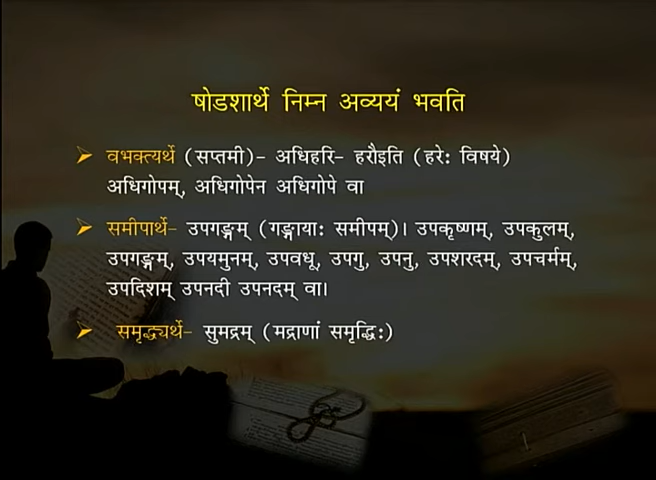 षोडशार्थे निम्न अव्ययं भवति
वभक्त्यर्थे (सप्तमी)- अधिहरि- हरौइति (हरे: विषये)
अधिगोपम्, अधिगोपेन अधिगोपे वा
समीपार्थे- उपगङ्गम् (गङ्गाया: समीपम्)। उपकृष्णम्, उपकुलम्,
उपगङ्गम्, उपयमुनम्, उपवधू, उपगु, उपनु, उपशरदम्, उपचर्मम्,
उपदिशम् उपनदी उपनदम् वा।
समृद्ध्यर्थे- सुमद्रम् (मद्राणां समृद्धि:)